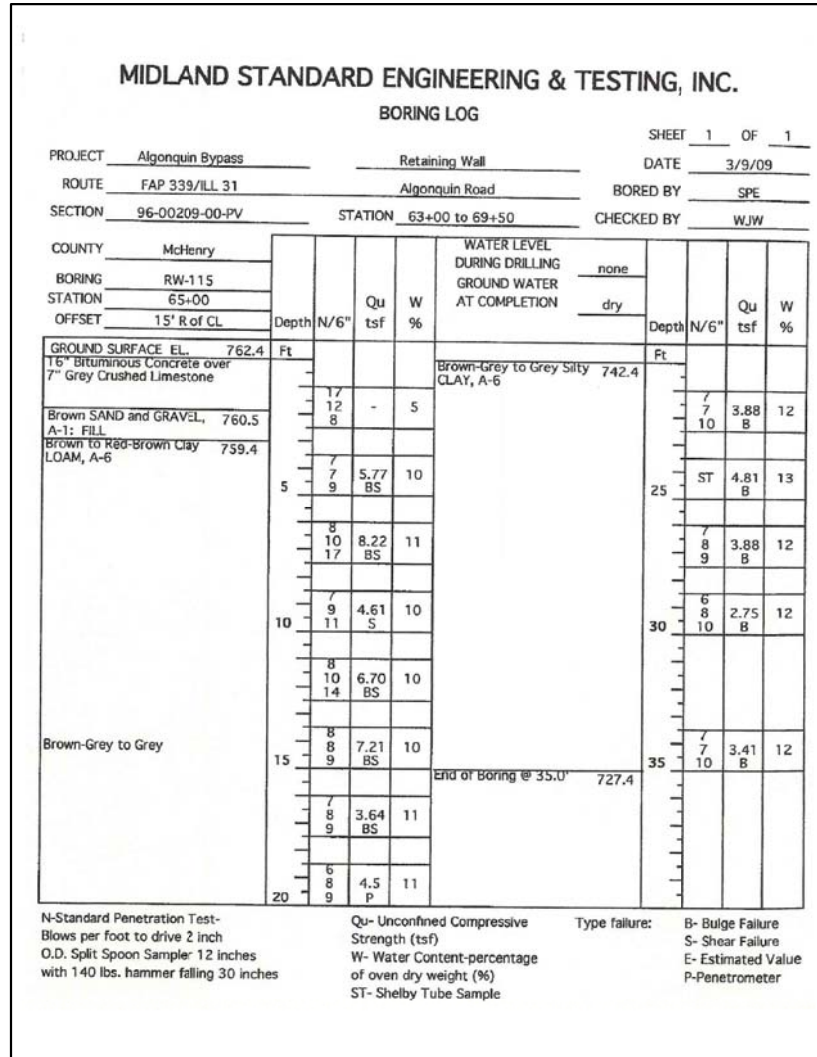 MIDLAND STANDARD ENGINEERING & TESTING, INC.
BORING LOG
SHEET 1 OF 1
PROJECT Algonquin Bypass Retaining Wall DATE 3/9/09
ROUTE FAP 339/ILL 31 Algonquin Road BORED BY SPE
SECTION 96-00209-00-PV STATION 63+00 to 69+50 CHECKED BY WJW
COUNTY McHenry
BORING RW-115
STATION 65+00
OFFSET 15' R of CL
Depth N/6" Qu tsf W %
GROUND SURFACE EL. 762.4 Ft
16" Bituminous Concrete over
7" Grey Crushed Limestone
17
12 - 5
8
Brown SAND and GRAVEL, 760.5
A-1: FILL
Brown to Red-Brown Clay 759.4
LOAM, A-6
7
7 5.77 10
5 9 BS
8
10 8.22 11
17 BS
7
9 4.61 10
10 11 S
8
10 6.70 10
14 BS
Brown-Grey to Grey
8
8 7.21 10
15 9 BS
7
8 3.64 11
9 BS
6
8 4.5 11
20 9 P
WATER LEVEL
DURING DRILLING none
GROUND WATER
AT COMPLETION dry
Depth N/6" Qu tsf W %
Ft
Brown-Grey to Grey Silty 742.4
CLAY, A-6
7
7 3.88 12
10 B
ST 4.81 13
25 B
7
8 3.88 12
9 B
6
8 2.75 12
30 10 B
7
7 3.41 12
35 10 B
End of Boring @ 35.0' 727.4
N-Standard Penetration Test-
Blows per foot to drive 2 inch
O.D. Split Spoon Sampler 12 inches
with 140 lbs. hammer falling 30 inches
Qu- Unconfined Compressive
Strength (tsf)
W- Water Content-percentage
of oven dry weight (%)
ST- Shelby Tube Sample
Type failure:
B- Bulge Failure
S- Shear Failure
E- Estimated Value
P-Penetrometer